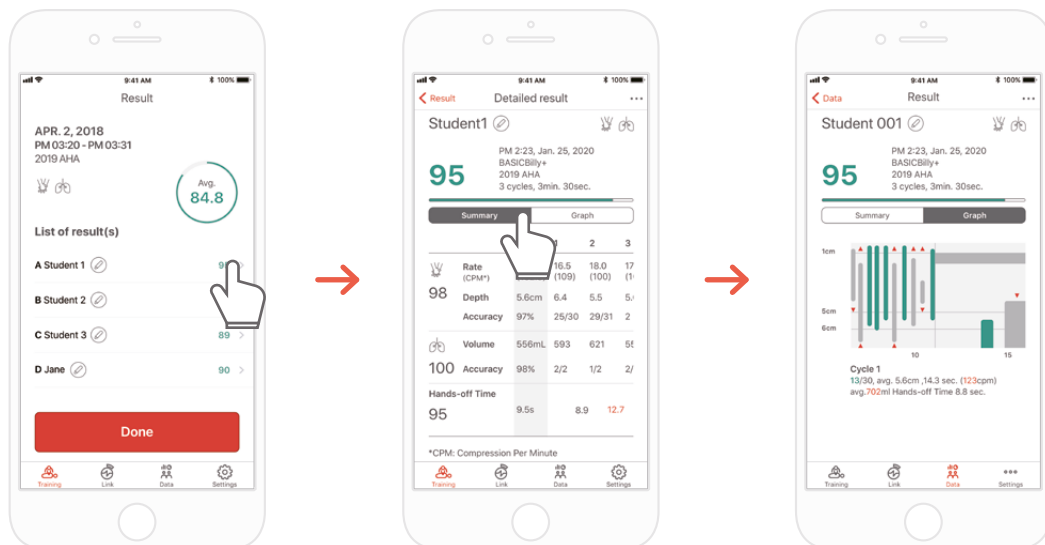 9:41 AM
100%
Result
APR. 2, 2018
PM 03:20 - PM 03:31
2019 AHA
Avg.
84.8
List of result(s)
A Student 1
B Student 2
C Student 3 89
D Jane 90
Done
Training Link Data Settings
9:41 AM
100%
Result Detailed result
Student1
95
PM 2:23, Jan. 25, 2020
BASICBilly+
2019 AHA
3 cycles, 3min. 30sec.
Summary Graph
2 3
98
Rate 16.5 18.0 17
(CPM*) (109) (100)
Depth 5.6cm 6.4 5.5
Accuracy 97% 25/30 29/31 2
100
Volume 556mL 593 621
Accuracy 98% 2/2 1/2 2/
Hands-off Time
95 9.5s 8.9 12.7
*CPM: Compression Per Minute
Training Link Data Settings
9:41 AM
100%
Data Result
Student 001
95
PM 2:23, Jan. 25, 2020
BASICBilly+
2019 AHA
3 cycles, 3min. 30sec.
Summary Graph
1cm
5cm
6cm
10 15
Cycle 1
13/30, avg. 5.6cm ,14.3 sec. (123cpm)
avg.702ml Hands-off Time 8.8 sec.
Training Link Data Settings